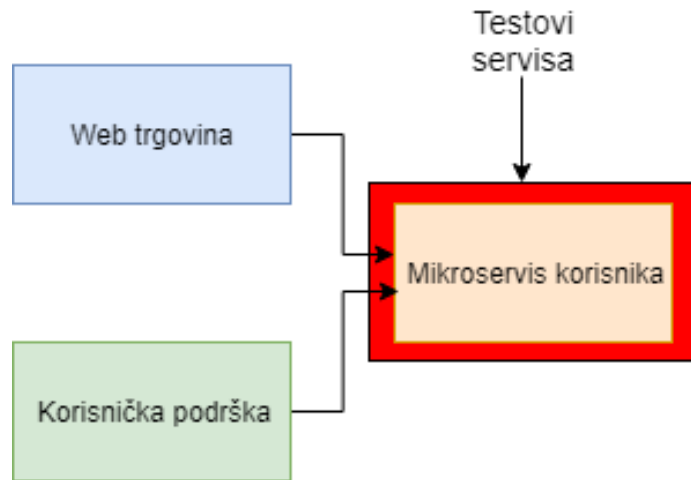 Testovi
servisa
Web trgovina
Mikroservis korisnika
Korisnička podrška